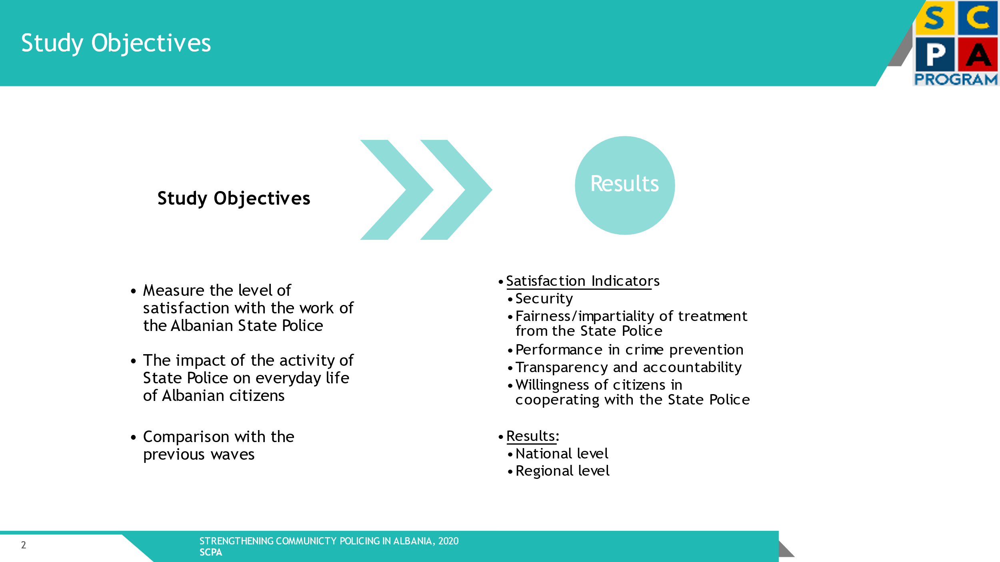 Study Objectives
S C
P A
PROGRAM
Study Objectives
Results
• Measure the level of
satisfaction with the work of
the Albanian State Police
• The impact of the activity of
State Police on everyday life
of Albanian citizens
• Comparison with the
previous waves
• Satisfaction Indicators
• Security
• Fairness/impartiality of treatment
from the State Police
• Performance in crime prevention
• Transparency and accountability
• Willingness of citizens in
cooperating with the State Police
• Results:
• National level
• Regional level
2
STRENGTHENING COMMUNICTY POLICING IN ALBANIA, 2020
SCPA